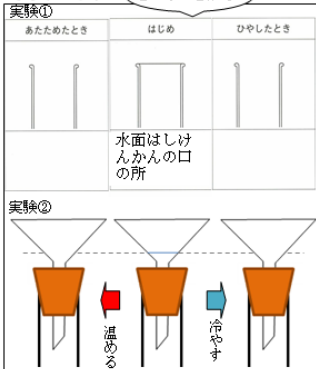 実験①
あたためたとき
はじめ
ひやしたとき
水面はしけ
んかんの口
の所
実験②
温める
冷やす